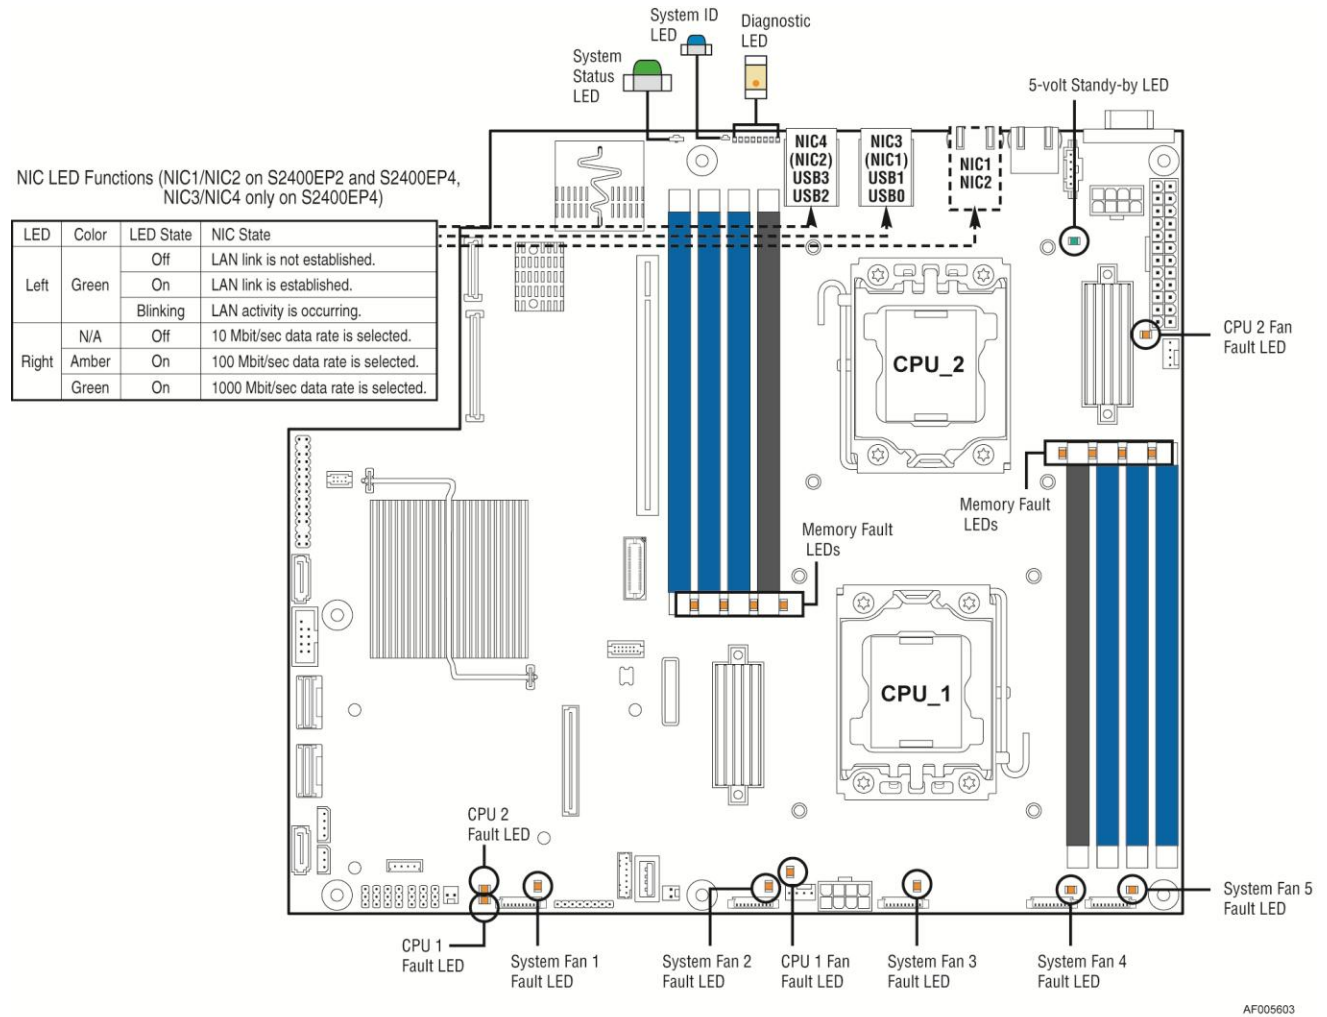 System ID
LED
Diagnostic
LED
System
Status
LED
5-volt Standy-by LED
NIC4
(NIC2)
USB3
USB2
NIC3
(NIC1)
USB1
USB0
NIC1
NIC2
NIC LED Functions (NIC1/NIC2 on S2400EP2 and S2400EP4,
NIC3/NIC4 only on S2400EP4)
LED Color LED State NIC State
Left Green Off LAN link is not established.
On LAN link is established.
Blinking LAN activity is occurring.
Right N/A Off 10 Mbit/sec data rate is selected.
Amber On 100 Mbit/sec data rate is selected.
Green On 1000 Mbit/sec data rate is selected.
CPU_2
CPU 2 Fan
Fault LED
Memory Fault
LEDs
Memory Fault
LEDs
CPU_1
CPU 2
Fault LED
System Fan 5
Fault LED
CPU 1
Fault LED
System Fan 1
Fault LED
System Fan 2
Fault LED
CPU 1 Fan
Fault LED
System Fan 3
Fault LED
System Fan 4
Fault LED
AF005603